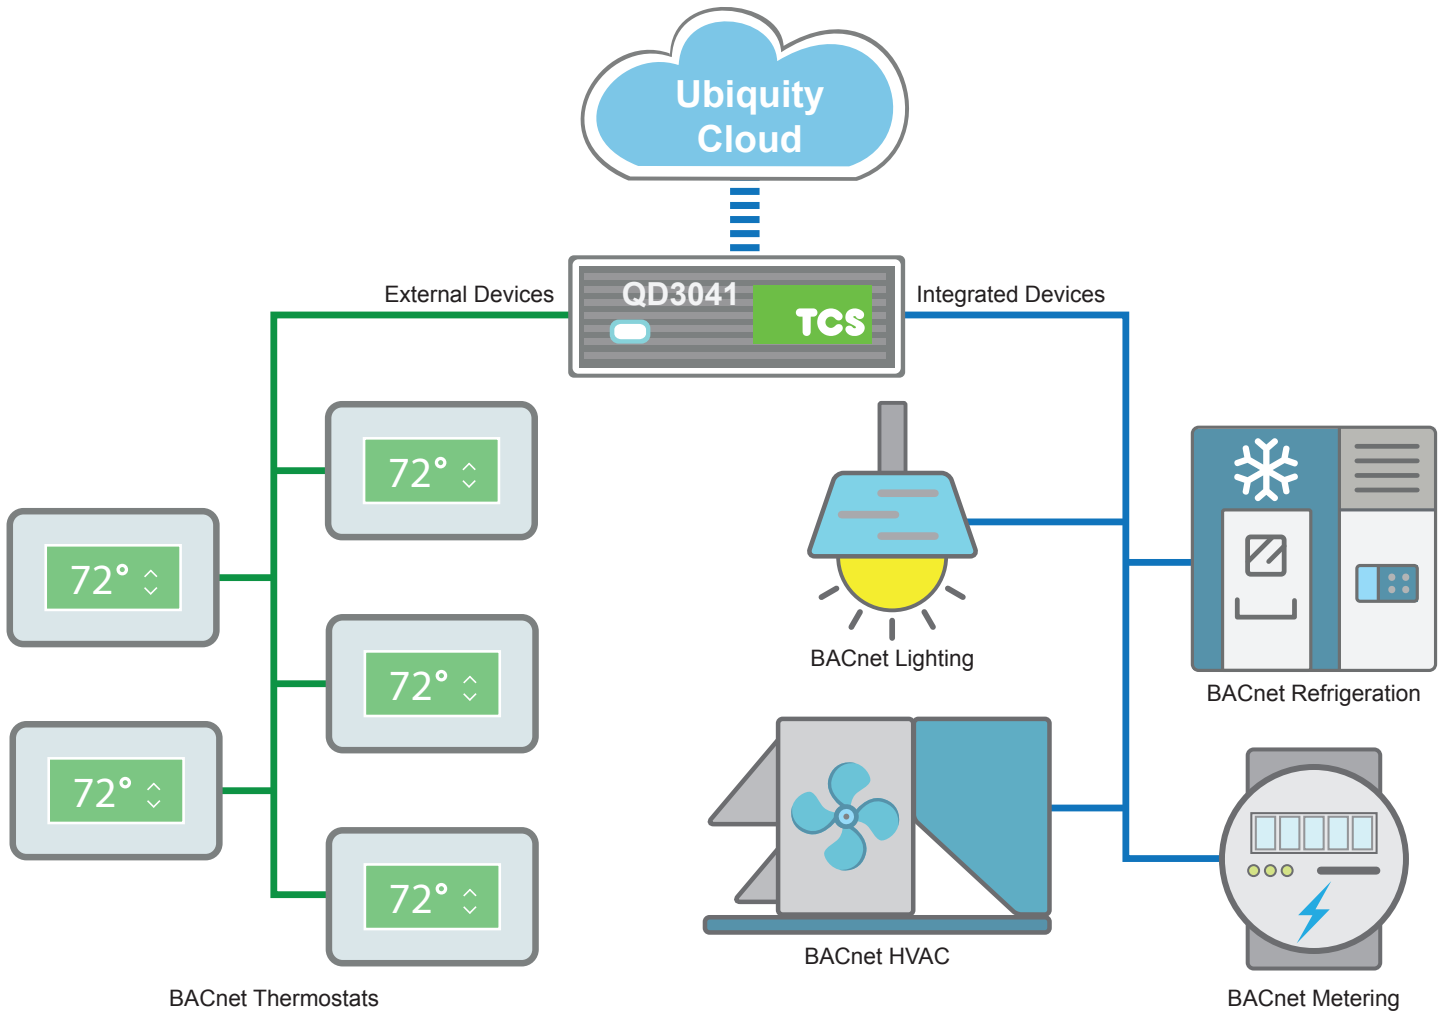 Ubiquity
Cloud
External Devices
QD3041
TCS
Integrated Devices
72°
72°
72°
72°
72°
BACnet Lighting
BACnet Refrigeration
BACnet HVAC
BACnet Thermostats
BACnet Metering